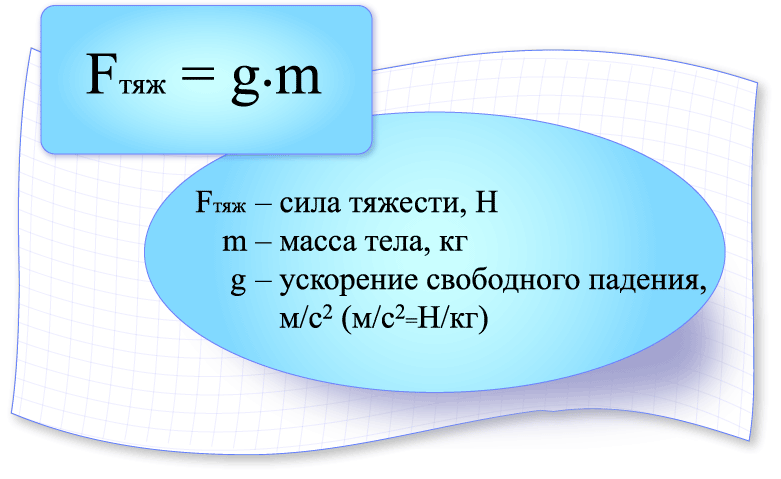 Fтяж = g·m
Fтяж – сила тяжести, Н
m – масса тела, кг
g – ускорение свободного падения,
м/с² (м/с²=Н/кг)